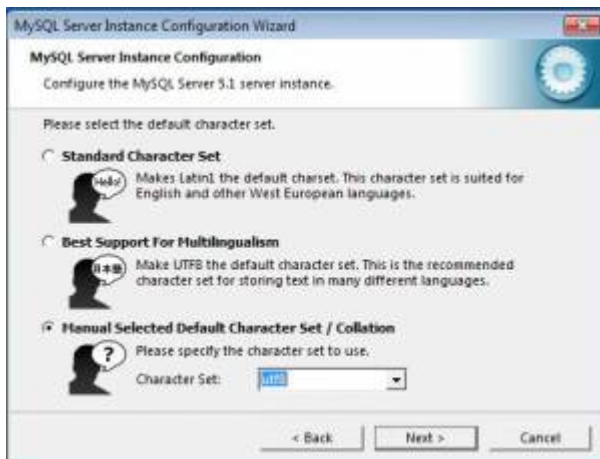 MySQL Server Instance Configuration Wizard
MySQL Server Instance Configuration
Configure the MySQL Server 5.1 server instance.
Please select the default character set.
Standard Character Set
Hello!
Makes Latin1 the default charset. This character set is suited for
English and other West European languages.
Best Support For Multilingualism
日本語
Make UTF8 the default character set. This is the recommended
character set for storing text in many different languages.
Manual Selected Default Character Set / Collation
?
Please specify the character set to use.
Character Set: utf8
< Back Next > Cancel